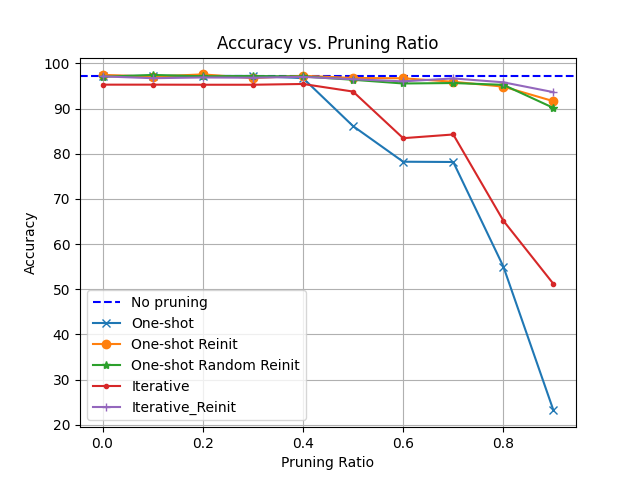 Accuracy vs. Pruning Ratio
100
90
80
70
60
50
40
30
20
Accuracy
No pruning
One-shot
One-shot Reinit
One-shot Random Reinit
Iterative
Iterative_Reinit
0.0 0.2 0.4 0.6 0.8
Pruning Ratio